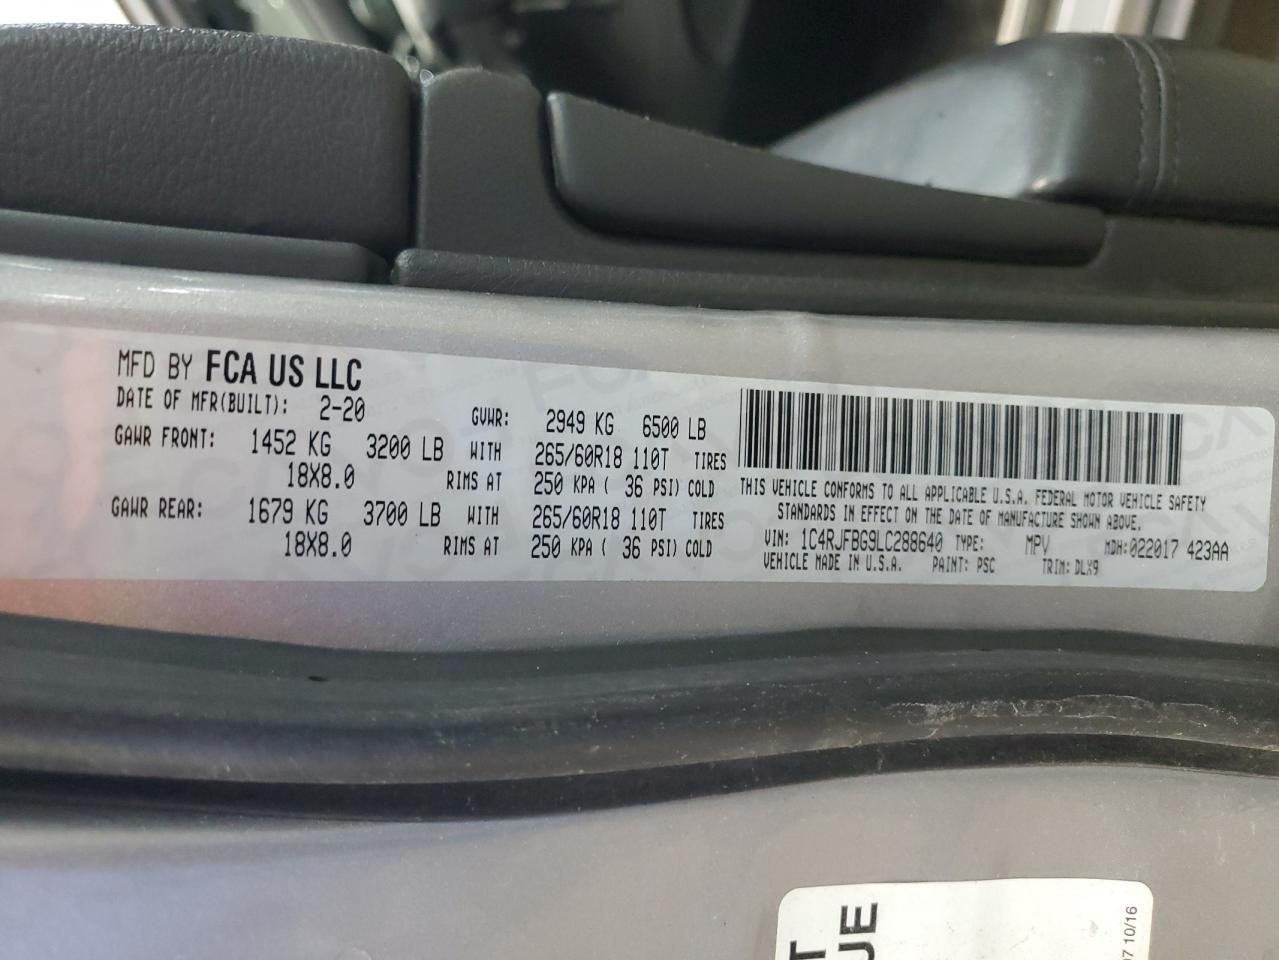 MFD BY FCA US LLC
DATE OF MFR(BUILT): 2-20 GVWR: 2949 KG 6500 LB
GAWR FRONT: 1452 KG 3200 LB WITH 265/60R18 110T TIRES
18X8.0 RIMS AT 250 KPA ( 36 PSI) COLD
GAWR REAR: 1679 KG 3700 LB WITH 265/60R18 110T TIRES
18X8.0 RIMS AT 250 KPA ( 36 PSI) COLD
THIS VEHICLE CONFORMS TO ALL APPLICABLE U.S.A. FEDERAL MOTOR VEHICLE SAFETY
STANDARDS IN EFFECT ON THE DATE OF MANUFACTURE SHOWN ABOVE.
VIN: 1C4RJFBG9LC288640 TYPE: MPV MDH:022017 423AA
VEHICLE MADE IN U.S.A. PAINT: PSC TRIM: DLX9
T
UE
07 10/16